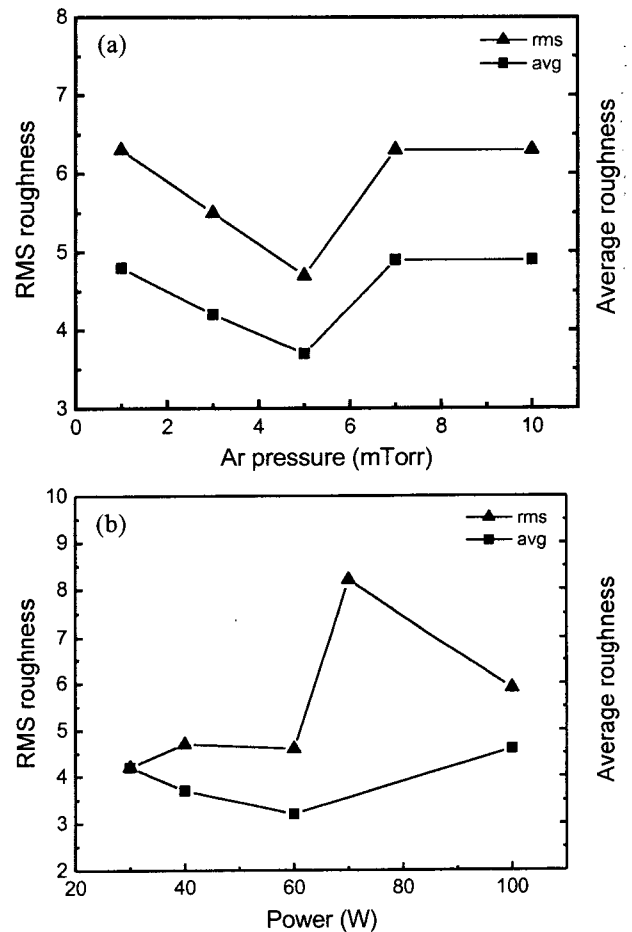 8
(a)
rms
avg
7
6
5
4
3
0
2
4
6
8
10
RMS roughness
Average roughness
Ar pressure (mTorr)
10
(b)
rms
avg
9
8
7
6
5
4
3
2
20
40
60
80
100
RMS roughness
Average roughness
Power (W)